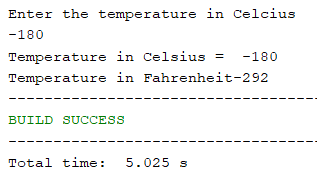 Enter the temperature in Celcius
-180
Temperature in Celsius =  -180
Temperature in Fahrenheit-292
-----------------------------------
BUILD SUCCESS
-----------------------------------
Total time:  5.025 s